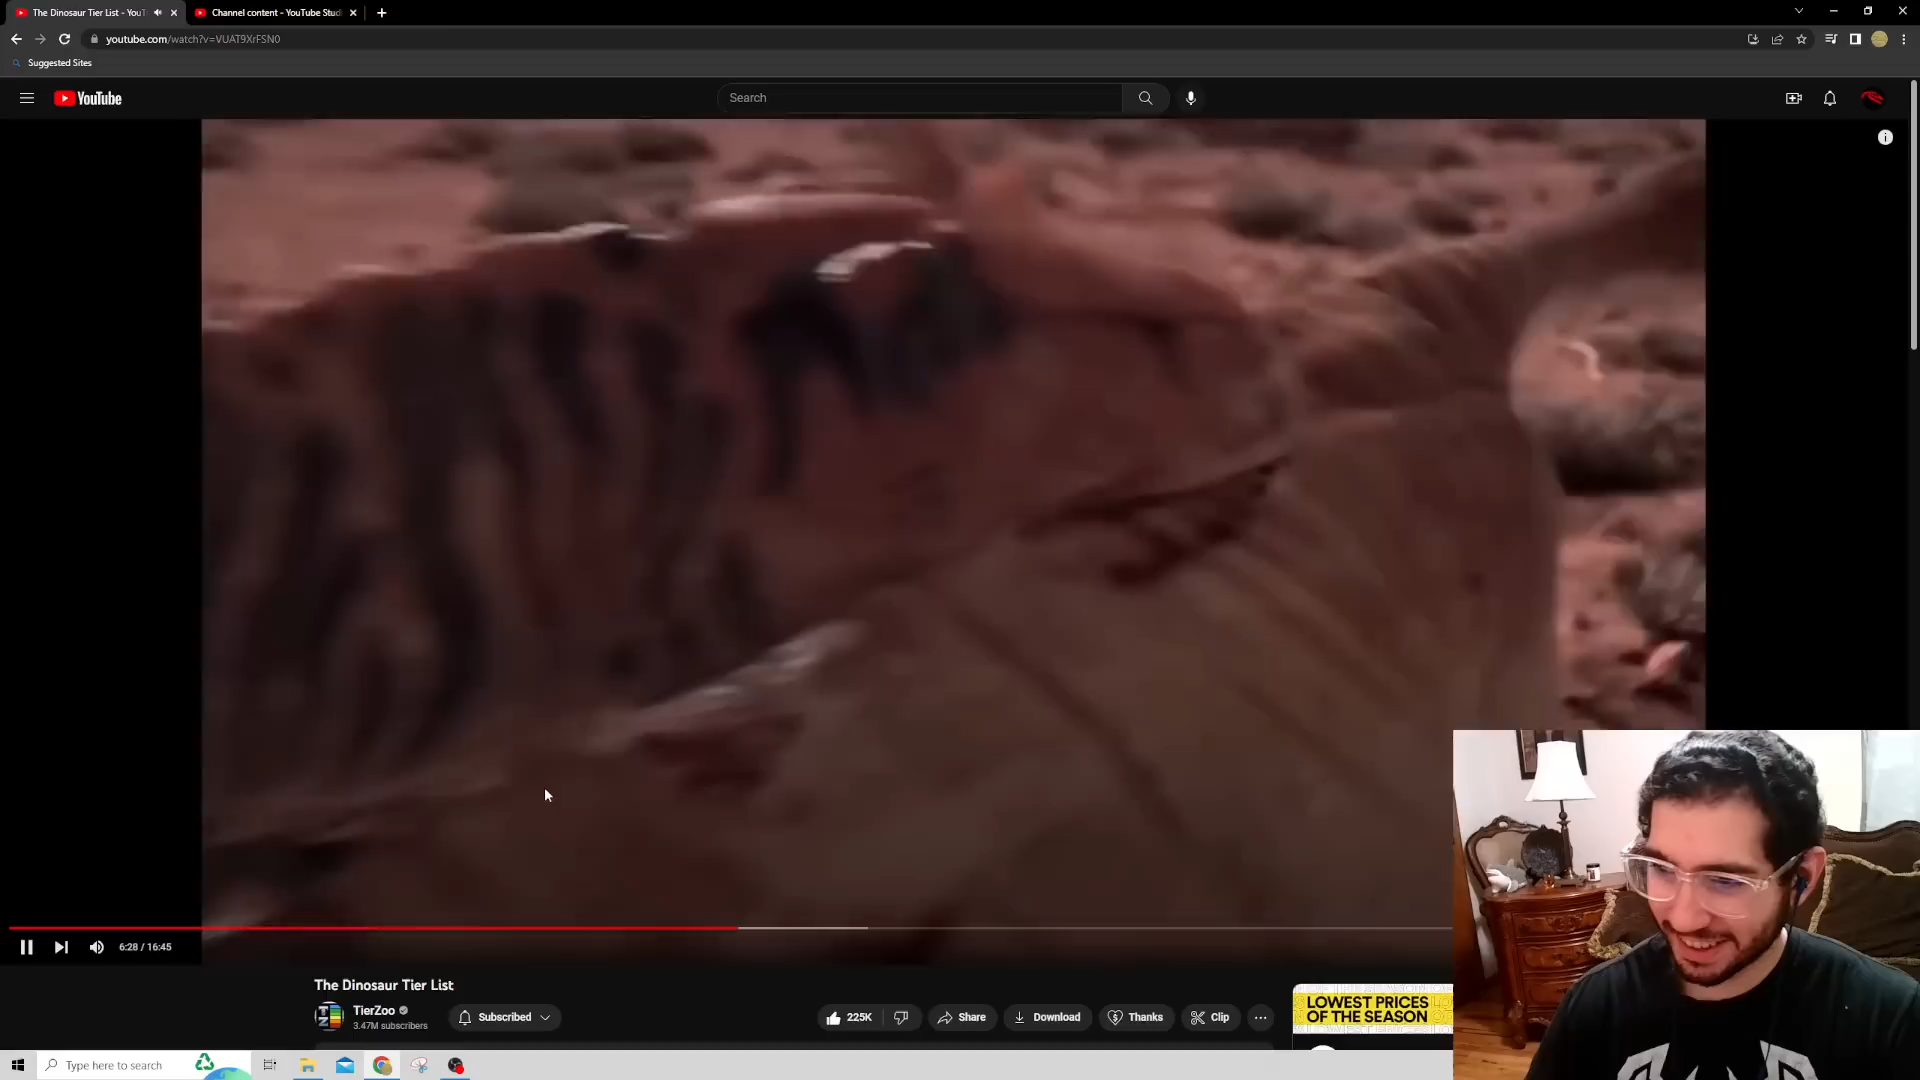 The Dinosaur Tier List - YouT
Channel content - YouTube Stud
youtube.com/watch?v=VUAT9XrFSN0
Suggested Sites
YouTube
Search
6:28 / 16:45
The Dinosaur Tier List
TierZoo
3.47M subscribers
Subscribed
225K
Share
Download
Thanks
Clip
LOWEST PRICES
OF THE SEASON
Type here to search